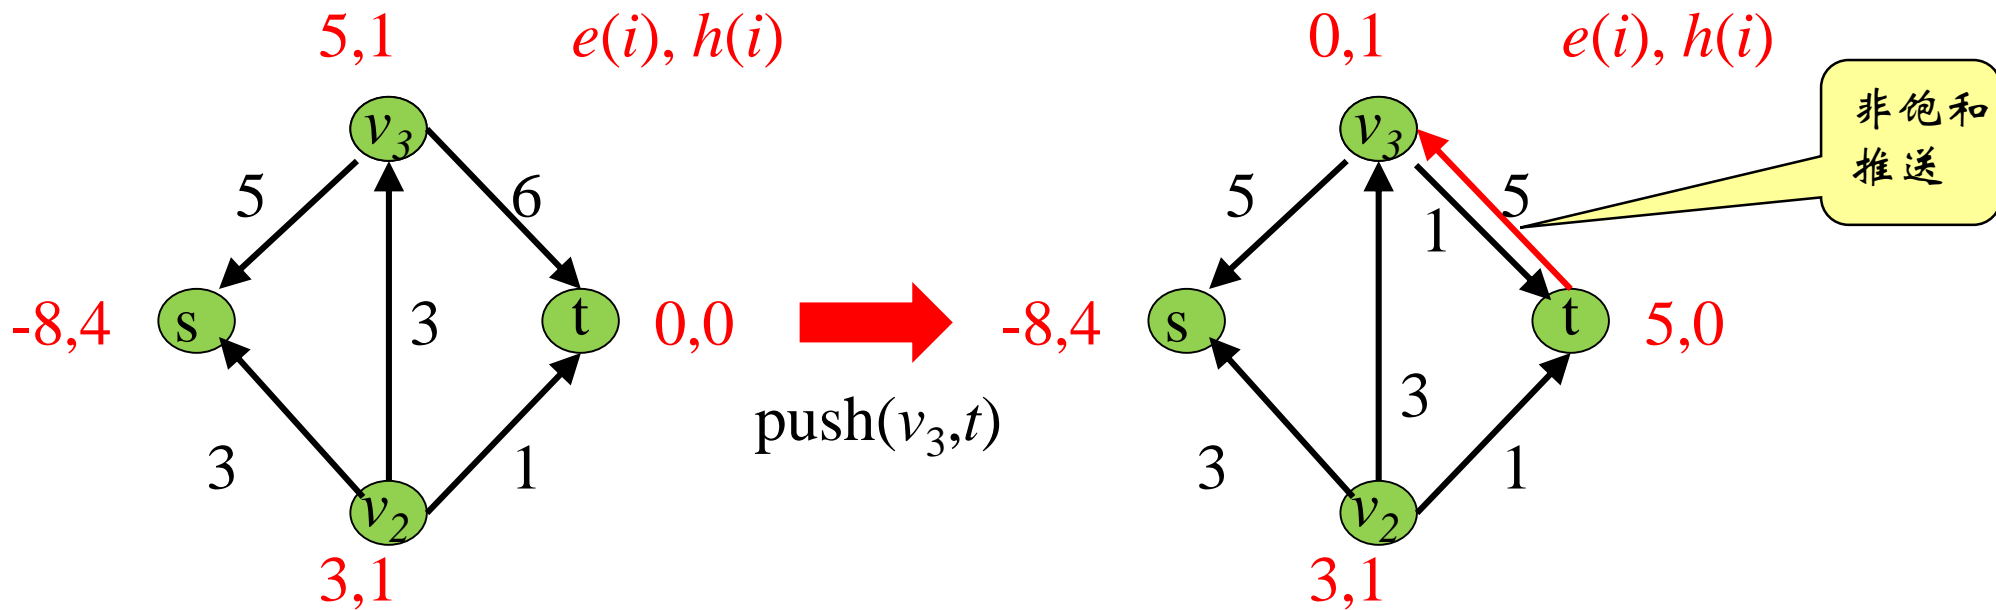 5,1
e(i), h(i)
v3
5
6
-8,4
s
3
t
0,0
3
1
v2
3,1
push(v3,t)
0,1
e(i), h(i)
非饱和
推送
v3
5
5
1
-8,4
s
3
t
5,0
3
1
v2
3,1